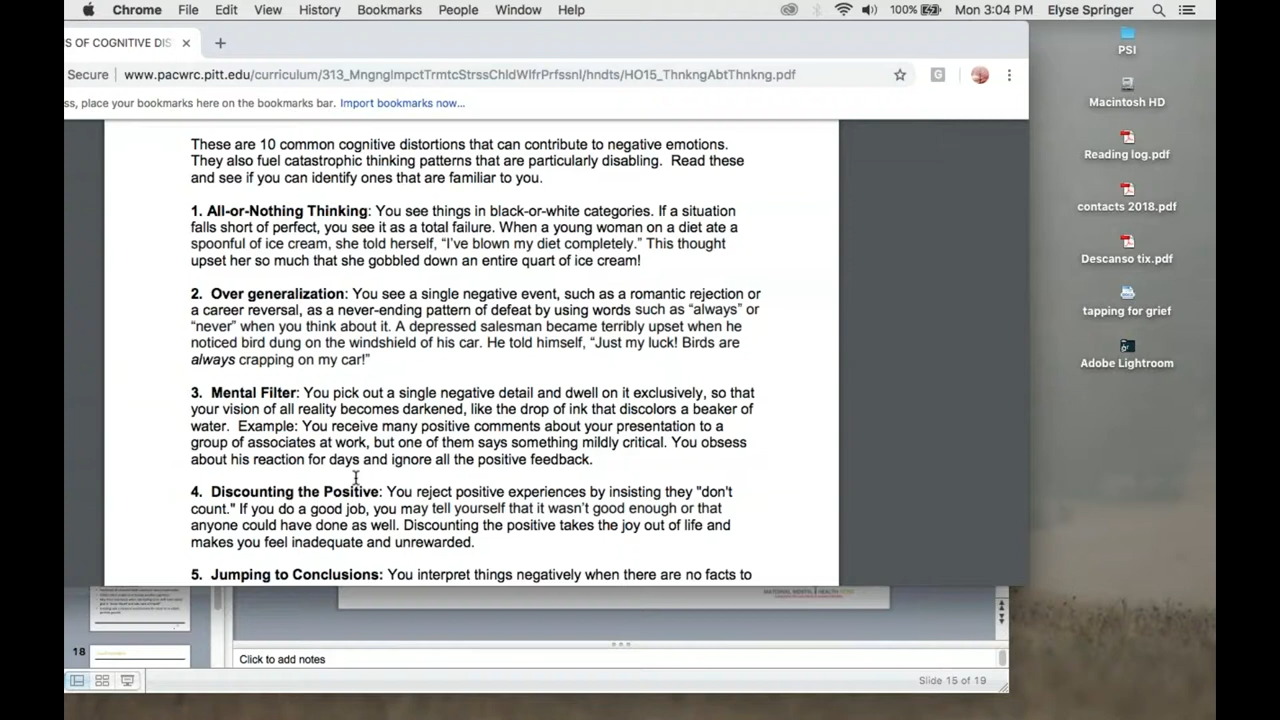 Chrome File Edit View History Bookmarks People Window Help 100% Mon 3:04 PM Elyse Springer
S OF COGNITIVE DIS
Secure www.pacwrc.pitt.edu/curriculum/313_MngngImpctTrmtcStrssChldWlfrPrfssnl/hndts/HO15_ThnkngAbtThnkng.pdf
ss, place your bookmarks here on the bookmarks bar. Import bookmarks now...
These are 10 common cognitive distortions that can contribute to negative emotions.
They also fuel catastrophic thinking patterns that are particularly disabling. Read these
and see if you can identify ones that are familiar to you.
1. All-or-Nothing Thinking: You see things in black-or-white categories. If a situation
falls short of perfect, you see it as a total failure. When a young woman on a diet ate a
spoonful of ice cream, she told herself, “I’ve blown my diet completely.” This thought
upset her so much that she gobbled down an entire quart of ice cream!
2. Over generalization: You see a single negative event, such as a romantic rejection or
a career reversal, as a never-ending pattern of defeat by using words such as “always” or
“never” when you think about it. A depressed salesman became terribly upset when he
noticed bird dung on the windshield of his car. He told himself, “Just my luck! Birds are
always crapping on my car!”
3. Mental Filter: You pick out a single negative detail and dwell on it exclusively, so that
your vision of all reality becomes darkened, like the drop of ink that discolors a beaker of
water. Example: You receive many positive comments about your presentation to a
group of associates at work, but one of them says something mildly critical. You obsess
about his reaction for days and ignore all the positive feedback.
4. Discounting the Positive: You reject positive experiences by insisting they "don't
count." If you do a good job, you may tell yourself that it wasn’t good enough or that
anyone could have done as well. Discounting the positive takes the joy out of life and
makes you feel inadequate and unrewarded.
5. Jumping to Conclusions: You interpret things negatively when there are no facts to
18
Click to add notes
Slide 15 of 19
PSI
Macintosh HD
Reading log.pdf
contacts 2018.pdf
Descanso tix.pdf
tapping for grief
Adobe Lightroom